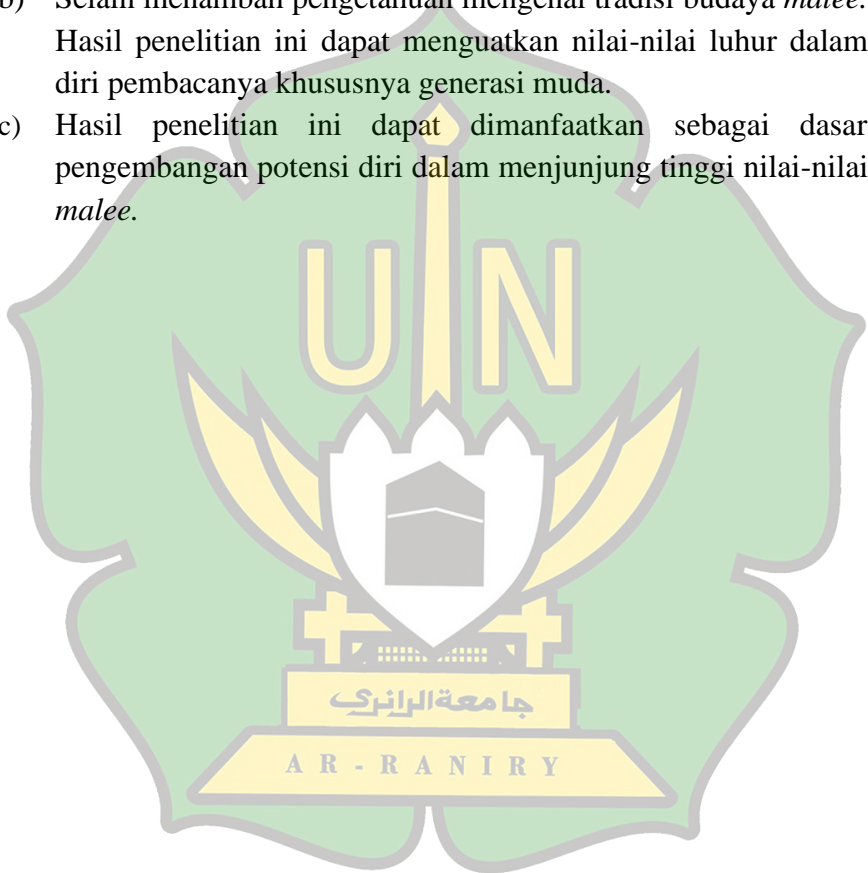 b) Selain menambah pengetahuan mengenai tradisi budaya malee.
Hasil penelitian ini dapat menguatkan nilai-nilai luhur dalam
diri pembacanya khususnya generasi muda.
c) Hasil penelitian ini dapat dimanfaatkan sebagai dasar
pengembangan potensi diri dalam menjunjung tinggi nilai-nilai
malee.
UIN
جامعة الرانري
AR-RANIRY